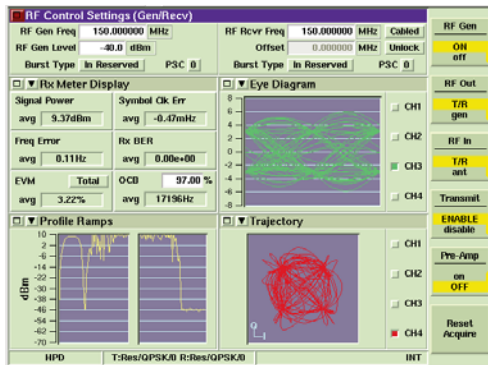 RF Control Settings (Gen/Recv)
RF Gen Freq 150.000000 MHz RF Rcvr Freq 150.000000 MHz Cabled
RF Gen Level -40.0 dBm Offset 0.000000 MHz Unlock
Burst Type In Reserved PSC 0 Burst Type In Reserved PSC 0
Rx Meter Display
Signal Power Symbol Clk Err
avg 9.37dBm avg -0.47mHz
Freq Error Rx BER
avg 0.11Hz avg 0.00e+00
EVM Total OCB 97.00 %
avg 3.22% avg 17196Hz
Eye Diagram
8
6
4
2
0
-2
-4
-6
-8
CH1
CH2
CH3
CH4
Profile Ramps
dBm
10
2
-6
-14
-22
-30
-38
-46
-54
-62
-70
Trajectory
Q
I
CH1
CH2
CH3
CH4
HPD T:Res/QPSK/0 R:Res/QPSK/0 INT
RF Gen
ON
off
RF Out
T/R
gen
RF In
T/R
ant
Transmit
ENABLE
disable
Pre-Amp
on
OFF
Reset
Acquire